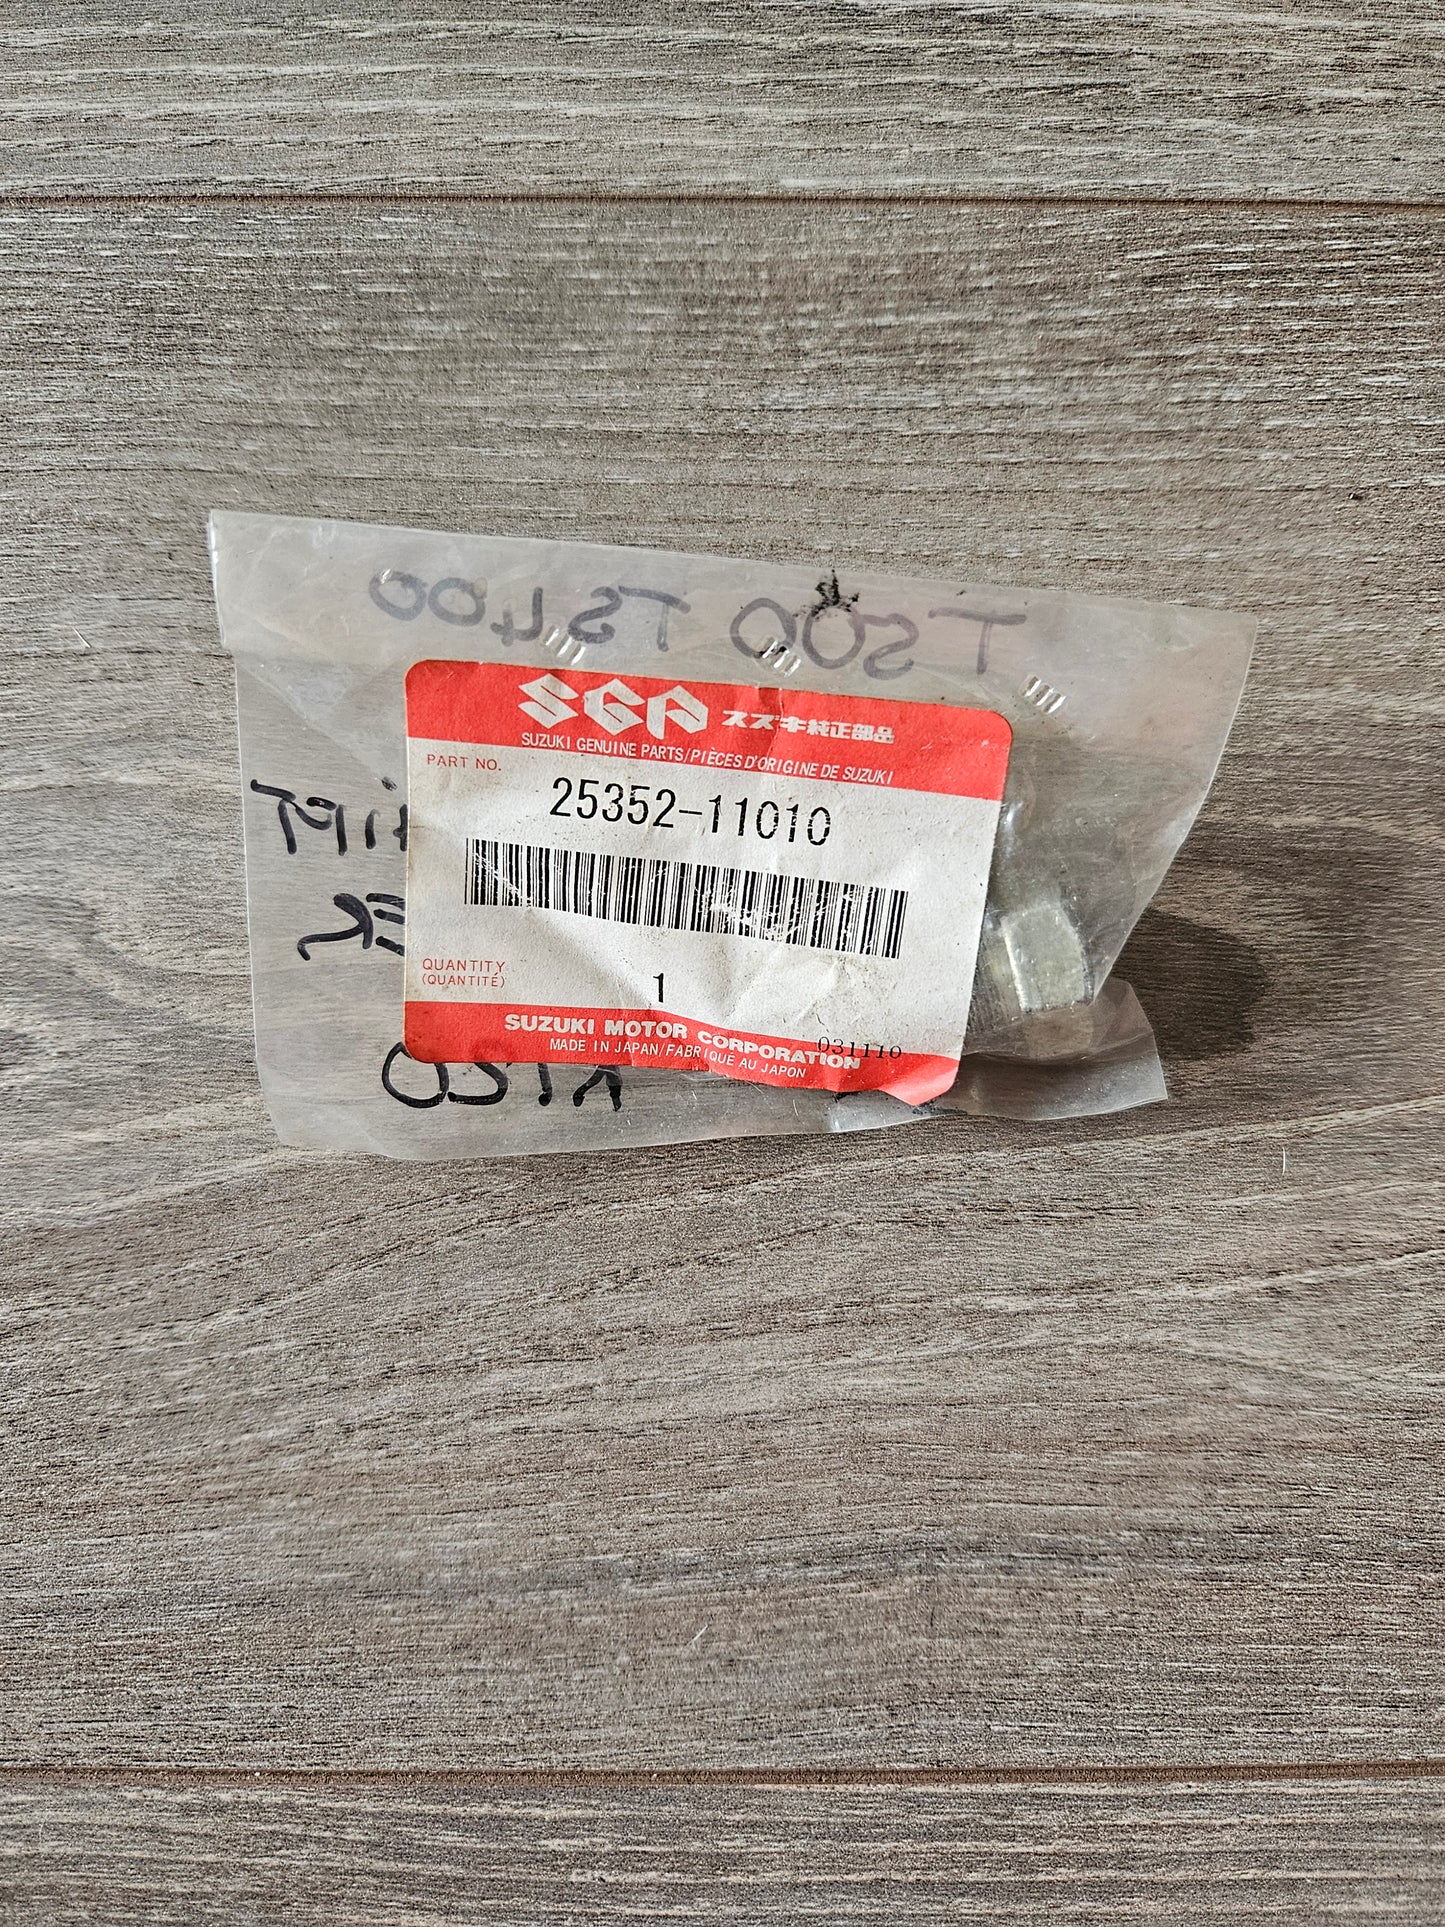 T500 TS400
SGP スズキ純正部品
SUZUKI GENUINE PARTS/PIÈCES D'ORIGINE DE SUZUKI
PART NO.
25352-11010
QUANTITY
(QUANTITÉ)
1
SUZUKI MOTOR CORPORATION
031110
MADE IN JAPAN/FABRIQUÉ AU JAPON